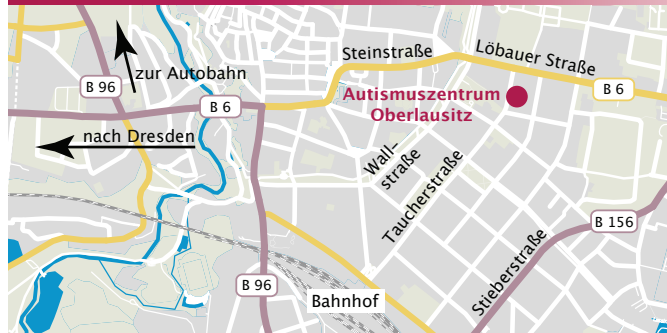 Steinstraße
Löbauer Straße
B 96
zur Autobahn
B 6
Autismuszentrum
Oberlausitz
B 6
nach Dresden
Wall-
straße
Taucherstraße
B 156
Stieberstraße
B 96
Bahnhof